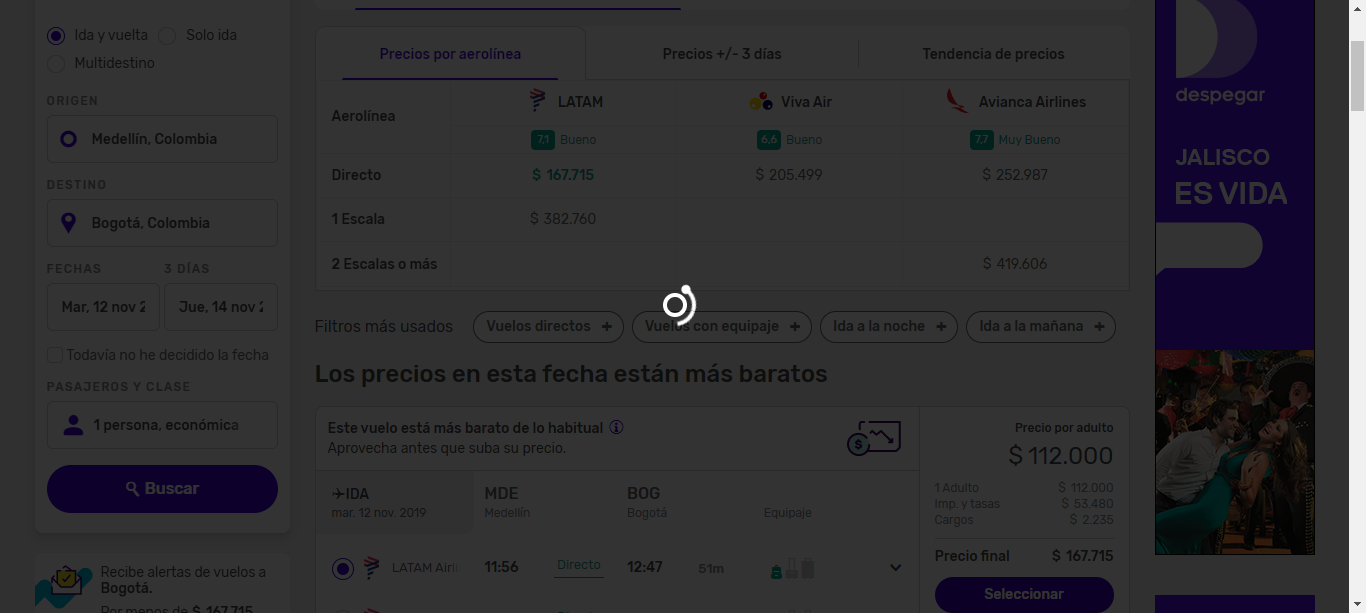 Ida y vuelta
Solo ida
Multidestino
ORIGEN
Medellín, Colombia
DESTINO
Bogotá, Colombia
FECHAS
3 DÍAS
Mar, 12 nov 2
Jue, 14 nov 2
Todavía no he decidido la fecha
PASAJEROS Y CLASE
1 persona, económica
Buscar
Recibe alertas de vuelos a
Bogotá.
Por menos de $ 167.715
Precios por aerolínea
Precios +/- 3 días
Tendencia de precios
Aerolínea
LATAM
Viva Air
Avianca Airlines
7,1 Bueno
6,6 Bueno
7,7 Muy Bueno
Directo
$ 167.715
$ 205.499
$ 252.987
1 Escala
$ 382.760
2 Escalas o más
$ 419.606
Filtros más usados
Vuelos directos +
Vuelos con equipaje +
Ida a la noche +
Ida a la mañana +
Los precios en esta fecha están más baratos
Este vuelo está más barato de lo habitual
Aprovecha antes que suba su precio.
IDA
mar. 12 nov. 2019
MDE
Medellín
BOG
Bogotá
Equipaje
LATAM Airli
11:56
Directo
12:47
51m
Precio por adulto
$ 112.000
1 Adulto $ 112.000
Imp. y tasas $ 53.480
Cargos $ 2.235
Precio final $ 167.715
Seleccionar
despegar
JALISCO
ES VIDA